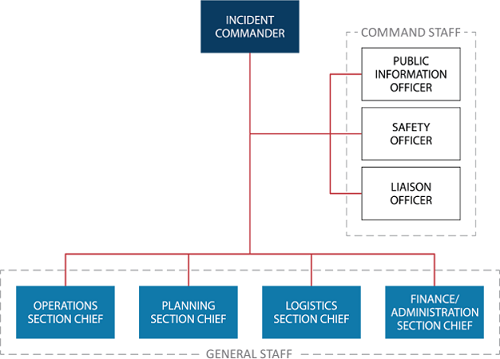 INCIDENT
COMMANDER
COMMAND STAFF
PUBLIC
INFORMATION
OFFICER
SAFETY
OFFICER
LIAISON
OFFICER
OPERATIONS
SECTION CHIEF
PLANNING
SECTION CHIEF
LOGISTICS
SECTION CHIEF
FINANCE/
ADMINISTRATION
SECTION CHIEF
GENERAL STAFF